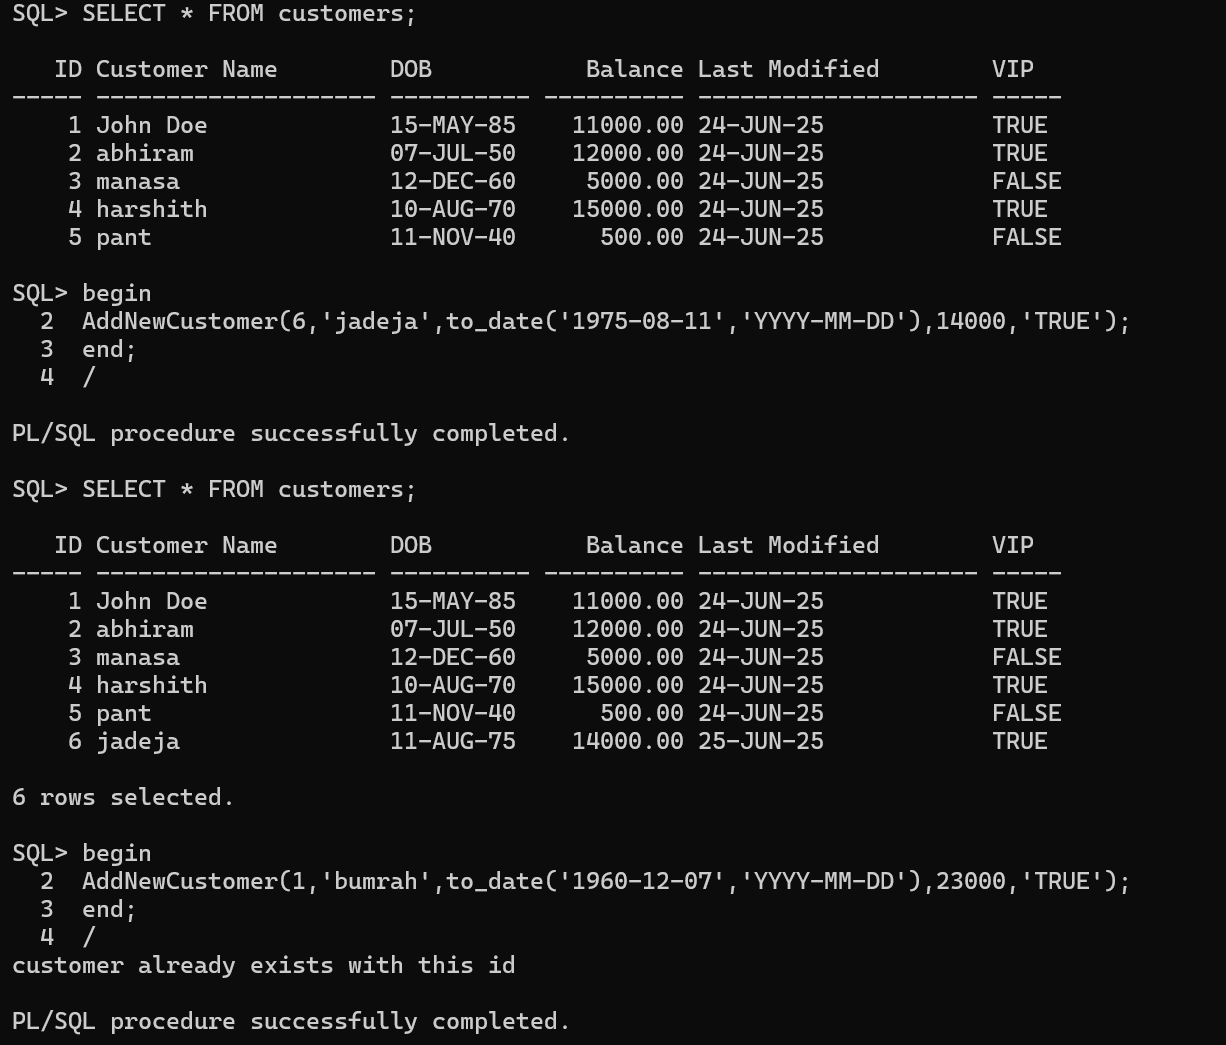 SQL> SELECT * FROM customers;
ID Customer Name DOB Balance Last Modified VIP
----- -------------------- ---------- ---------- -------------------- -----
1 John Doe 15-MAY-85 11000.00 24-JUN-25 TRUE
2 abhiram 07-JUL-50 12000.00 24-JUN-25 TRUE
3 manasa 12-DEC-60 5000.00 24-JUN-25 FALSE
4 harshith 10-AUG-70 15000.00 24-JUN-25 TRUE
5 pant 11-NOV-40 500.00 24-JUN-25 FALSE
SQL> begin
2 AddNewCustomer(6,'jadeja',to_date('1975-08-11','YYYY-MM-DD'),14000,'TRUE');
3 end;
4 /
PL/SQL procedure successfully completed.
SQL> SELECT * FROM customers;
ID Customer Name DOB Balance Last Modified VIP
----- -------------------- ---------- ---------- -------------------- -----
1 John Doe 15-MAY-85 11000.00 24-JUN-25 TRUE
2 abhiram 07-JUL-50 12000.00 24-JUN-25 TRUE
3 manasa 12-DEC-60 5000.00 24-JUN-25 FALSE
4 harshith 10-AUG-70 15000.00 24-JUN-25 TRUE
5 pant 11-NOV-40 500.00 24-JUN-25 FALSE
6 jadeja 11-AUG-75 14000.00 25-JUN-25 TRUE
6 rows selected.
SQL> begin
2 AddNewCustomer(1,'bumrah',to_date('1960-12-07','YYYY-MM-DD'),23000,'TRUE');
3 end;
4 /
customer already exists with this id
PL/SQL procedure successfully completed.